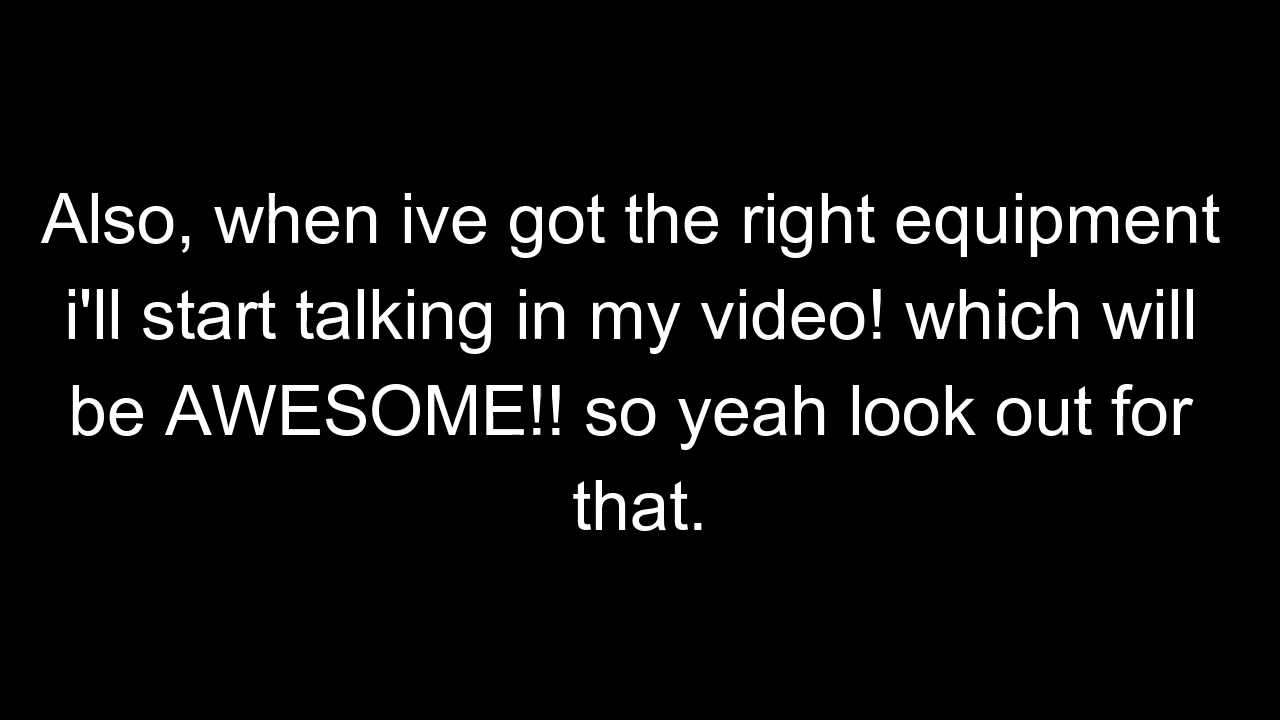 Also, when ive got the right equipment
i'll start talking in my video! which will
be AWESOME!! so yeah look out for
that.